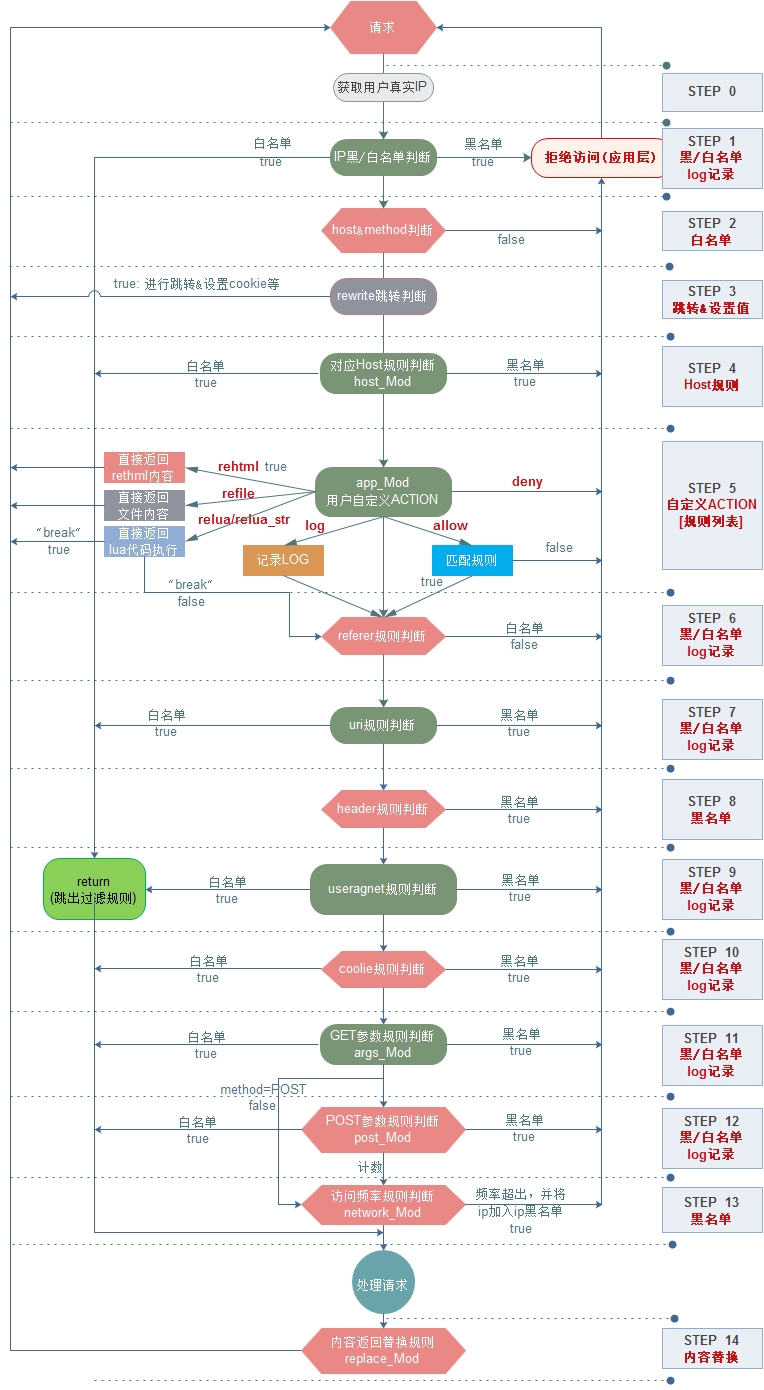 请求
获取用户真实IP
STEP 0
白名单
true
IP黑/白名单判断
黑名单
true
拒绝访问(应用层)
STEP 1
黑/白名单
log记录
host&method判断
false
STEP 2
白名单
true: 进行跳转&设置cookie等
rewrite跳转判断
STEP 3
跳转&设置值
白名单
true
对应Host规则判断
host_Mod
黑名单
true
STEP 4
Host规则
直接返回
rethml内容
rehtml true
直接返回
文件内容
refile
"break"
true
直接返回
lua代码执行
relua/relua_str
app_Mod
用户自定义ACTION
deny
log
allow
记录LOG
匹配规则
false
true
STEP 5
自定义ACTION
[规则列表]
"break"
false
referer规则判断
白名单
false
STEP 6
黑/白名单
log记录
白名单
true
uri规则判断
黑名单
true
STEP 7
黑/白名单
log记录
header规则判断
黑名单
true
STEP 8
黑名单
return
(跳出过滤规则)
白名单
true
useragnet规则判断
黑名单
true
STEP 9
黑/白名单
log记录
白名单
true
coolie规则判断
黑名单
true
STEP 10
黑/白名单
log记录
白名单
true
GET参数规则判断
args_Mod
黑名单
true
STEP 11
黑/白名单
log记录
method=POST
false
白名单
true
POST参数规则判断
post_Mod
黑名单
true
STEP 12
黑/白名单
log记录
计数
访问频率规则判断
network_Mod
频率超出，并将
ip加入ip黑名单
true
STEP 13
黑名单
处理请求
内容返回替换规则
replace_Mod
STEP 14
内容替换